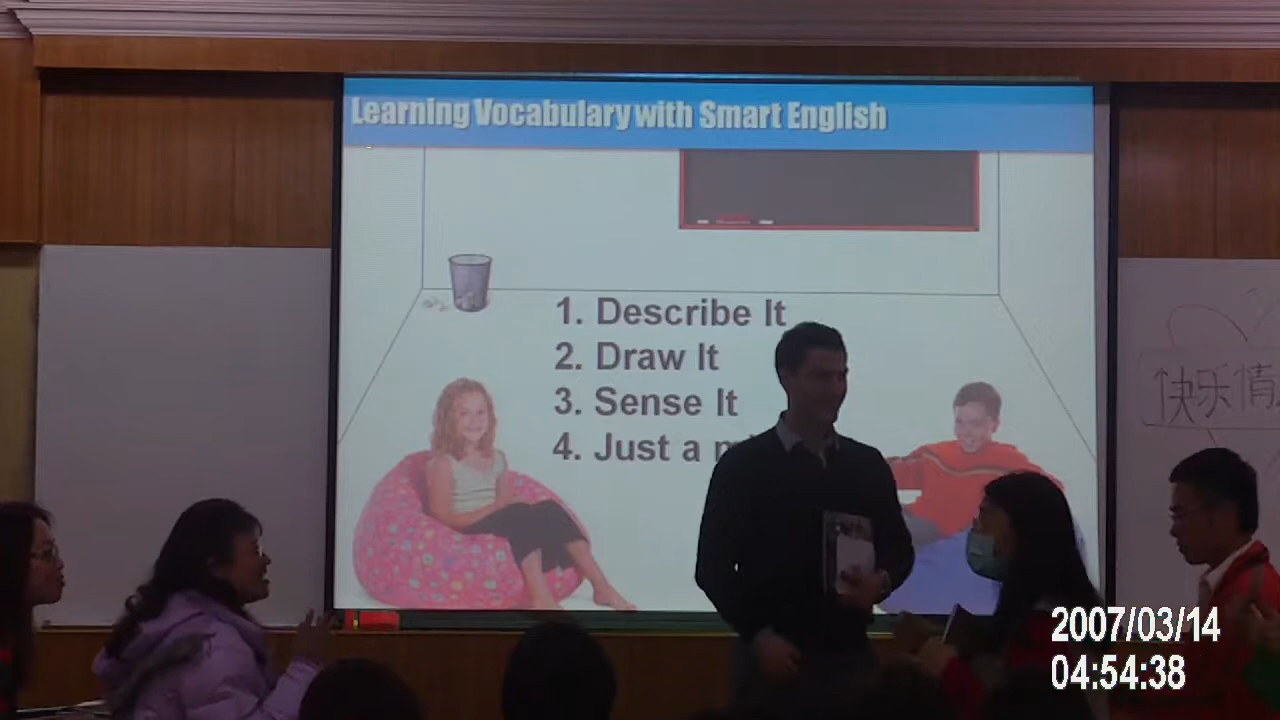 Learning Vocabulary with Smart English
1. Describe It
2. Draw It
3. Sense It
4. Just a
快乐情
2007/03/14
04:54:38